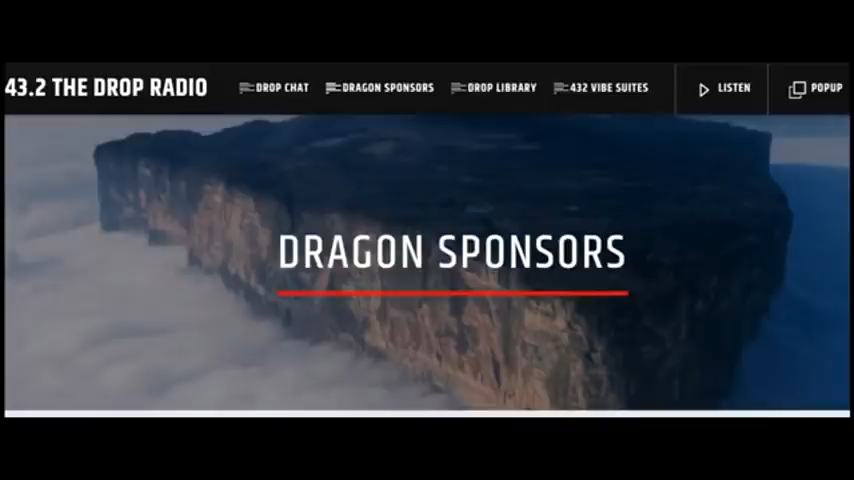 43.2 THE DROP RADIO
DROP CHAT
DRAGON SPONSORS
DROP LIBRARY
432 VIBE SUITES
LISTEN
POPUP
DRAGON SPONSORS